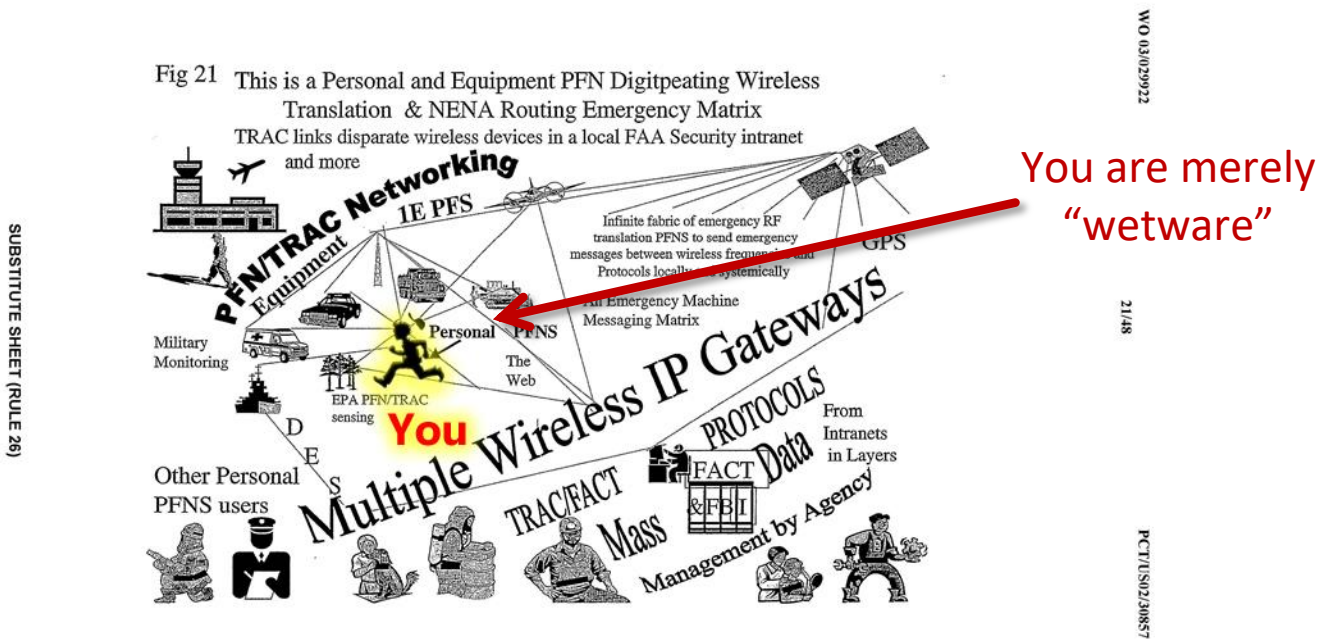 WO 03/029922
21/48
PCT/US02/30857
SUBSTITUTE SHEET (RULE 26)
Fig 21
This is a Personal and Equipment PFN Digitpeating Wireless
Translation & NENA Routing Emergency Matrix
TRAC links disparate wireless devices in a local FAA Security intranet
and more
PFN/TRAC Networking
Equipment
1E PFS
Infinite fabric of emergency RF
translation PFNS to send emergency
messages between wireless frequencies and
Protocols locally and systemically
GPS
An Emergency Machine
Messaging Matrix
You are merely
“wetware”
Military
Monitoring
Personal PFNS
The
Web
EPA PFN/TRAC
sensing
You
D
E
S
Multiple Wireless IP Gateways
Other Personal
PFNS users
TRAC/FACT
Mass
PROTOCOLS
Data
FACT
&FBI
From
Intranets
in Layers
Management by Agency